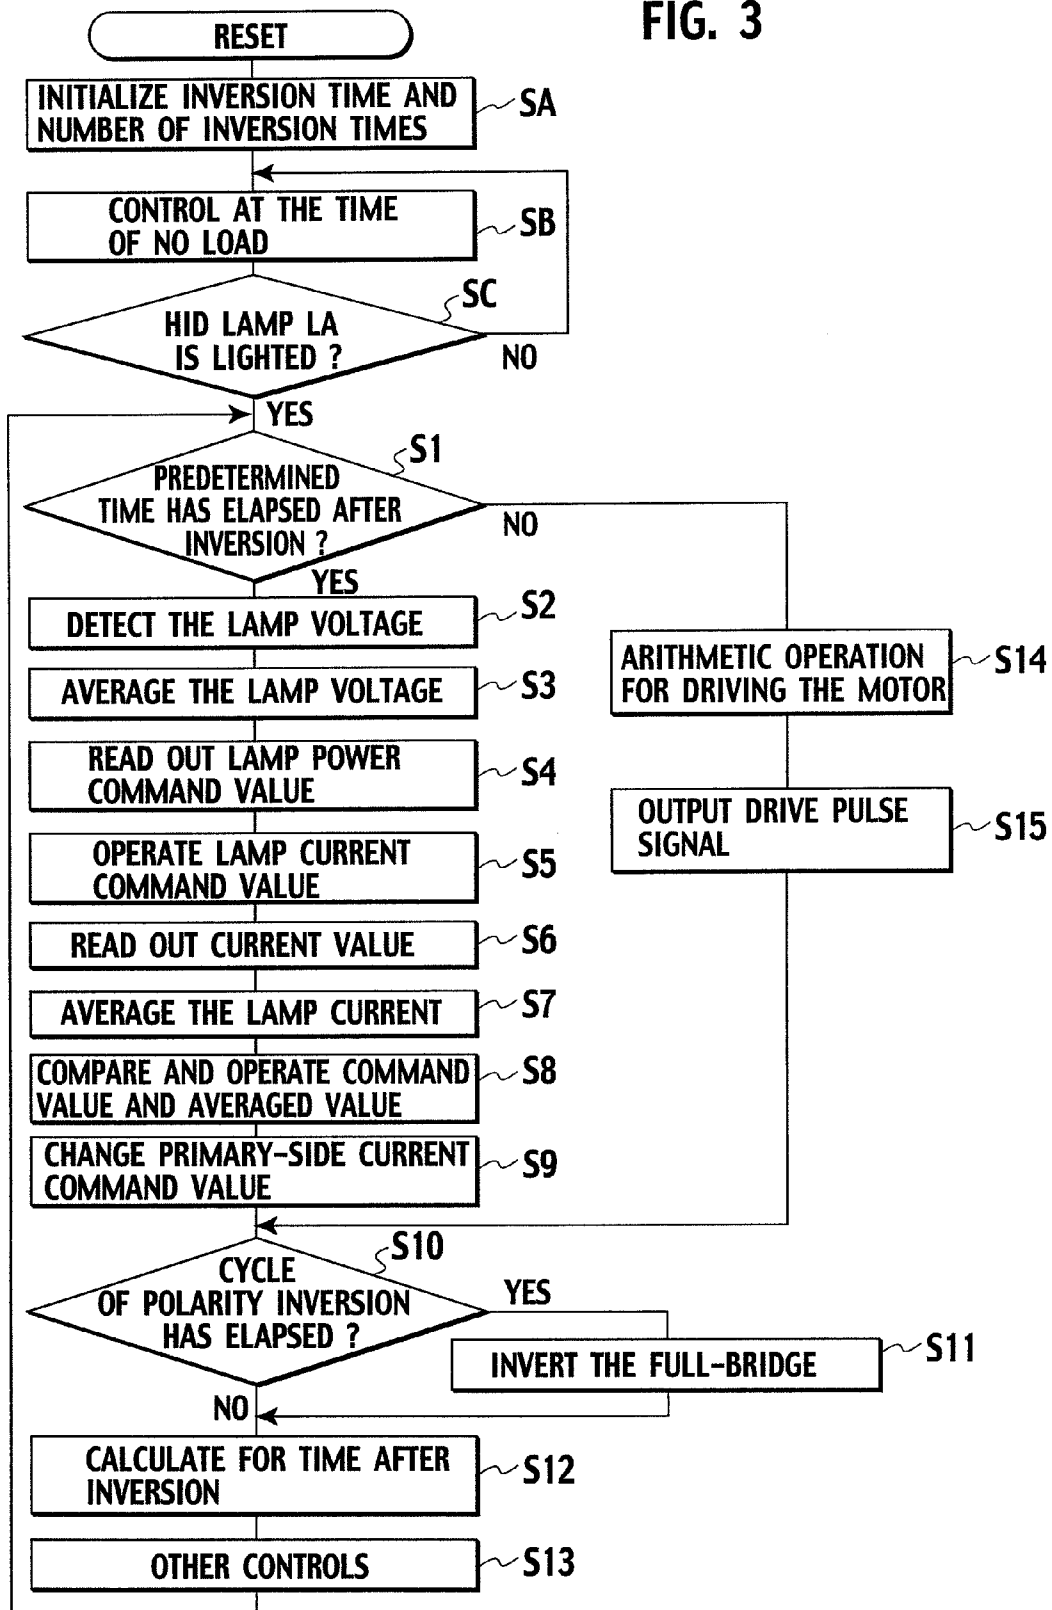 FIG. 3
RESET
INITIALIZE INVERSION TIME AND
NUMBER OF INVERSION TIMES
SA
CONTROL AT THE TIME
OF NO LOAD
SB
SC
HID LAMP LA
IS LIGHTED ?
NO
YES
S1
PREDETERMINED
TIME HAS ELAPSED AFTER
INVERSION ?
NO
YES
DETECT THE LAMP VOLTAGE
S2
AVERAGE THE LAMP VOLTAGE
S3
READ OUT LAMP POWER
COMMAND VALUE
S4
OPERATE LAMP CURRENT
COMMAND VALUE
S5
READ OUT CURRENT VALUE
S6
AVERAGE THE LAMP CURRENT
S7
COMPARE AND OPERATE COMMAND
VALUE AND AVERAGED VALUE
S8
CHANGE PRIMARY-SIDE CURRENT
COMMAND VALUE
S9
ARITHMETIC OPERATION
FOR DRIVING THE MOTOR
S14
OUTPUT DRIVE PULSE
SIGNAL
S15
S10
CYCLE
OF POLARITY INVERSION
HAS ELAPSED ?
YES
INVERT THE FULL-BRIDGE
S11
NO
CALCULATE FOR TIME AFTER
INVERSION
S12
OTHER CONTROLS
S13